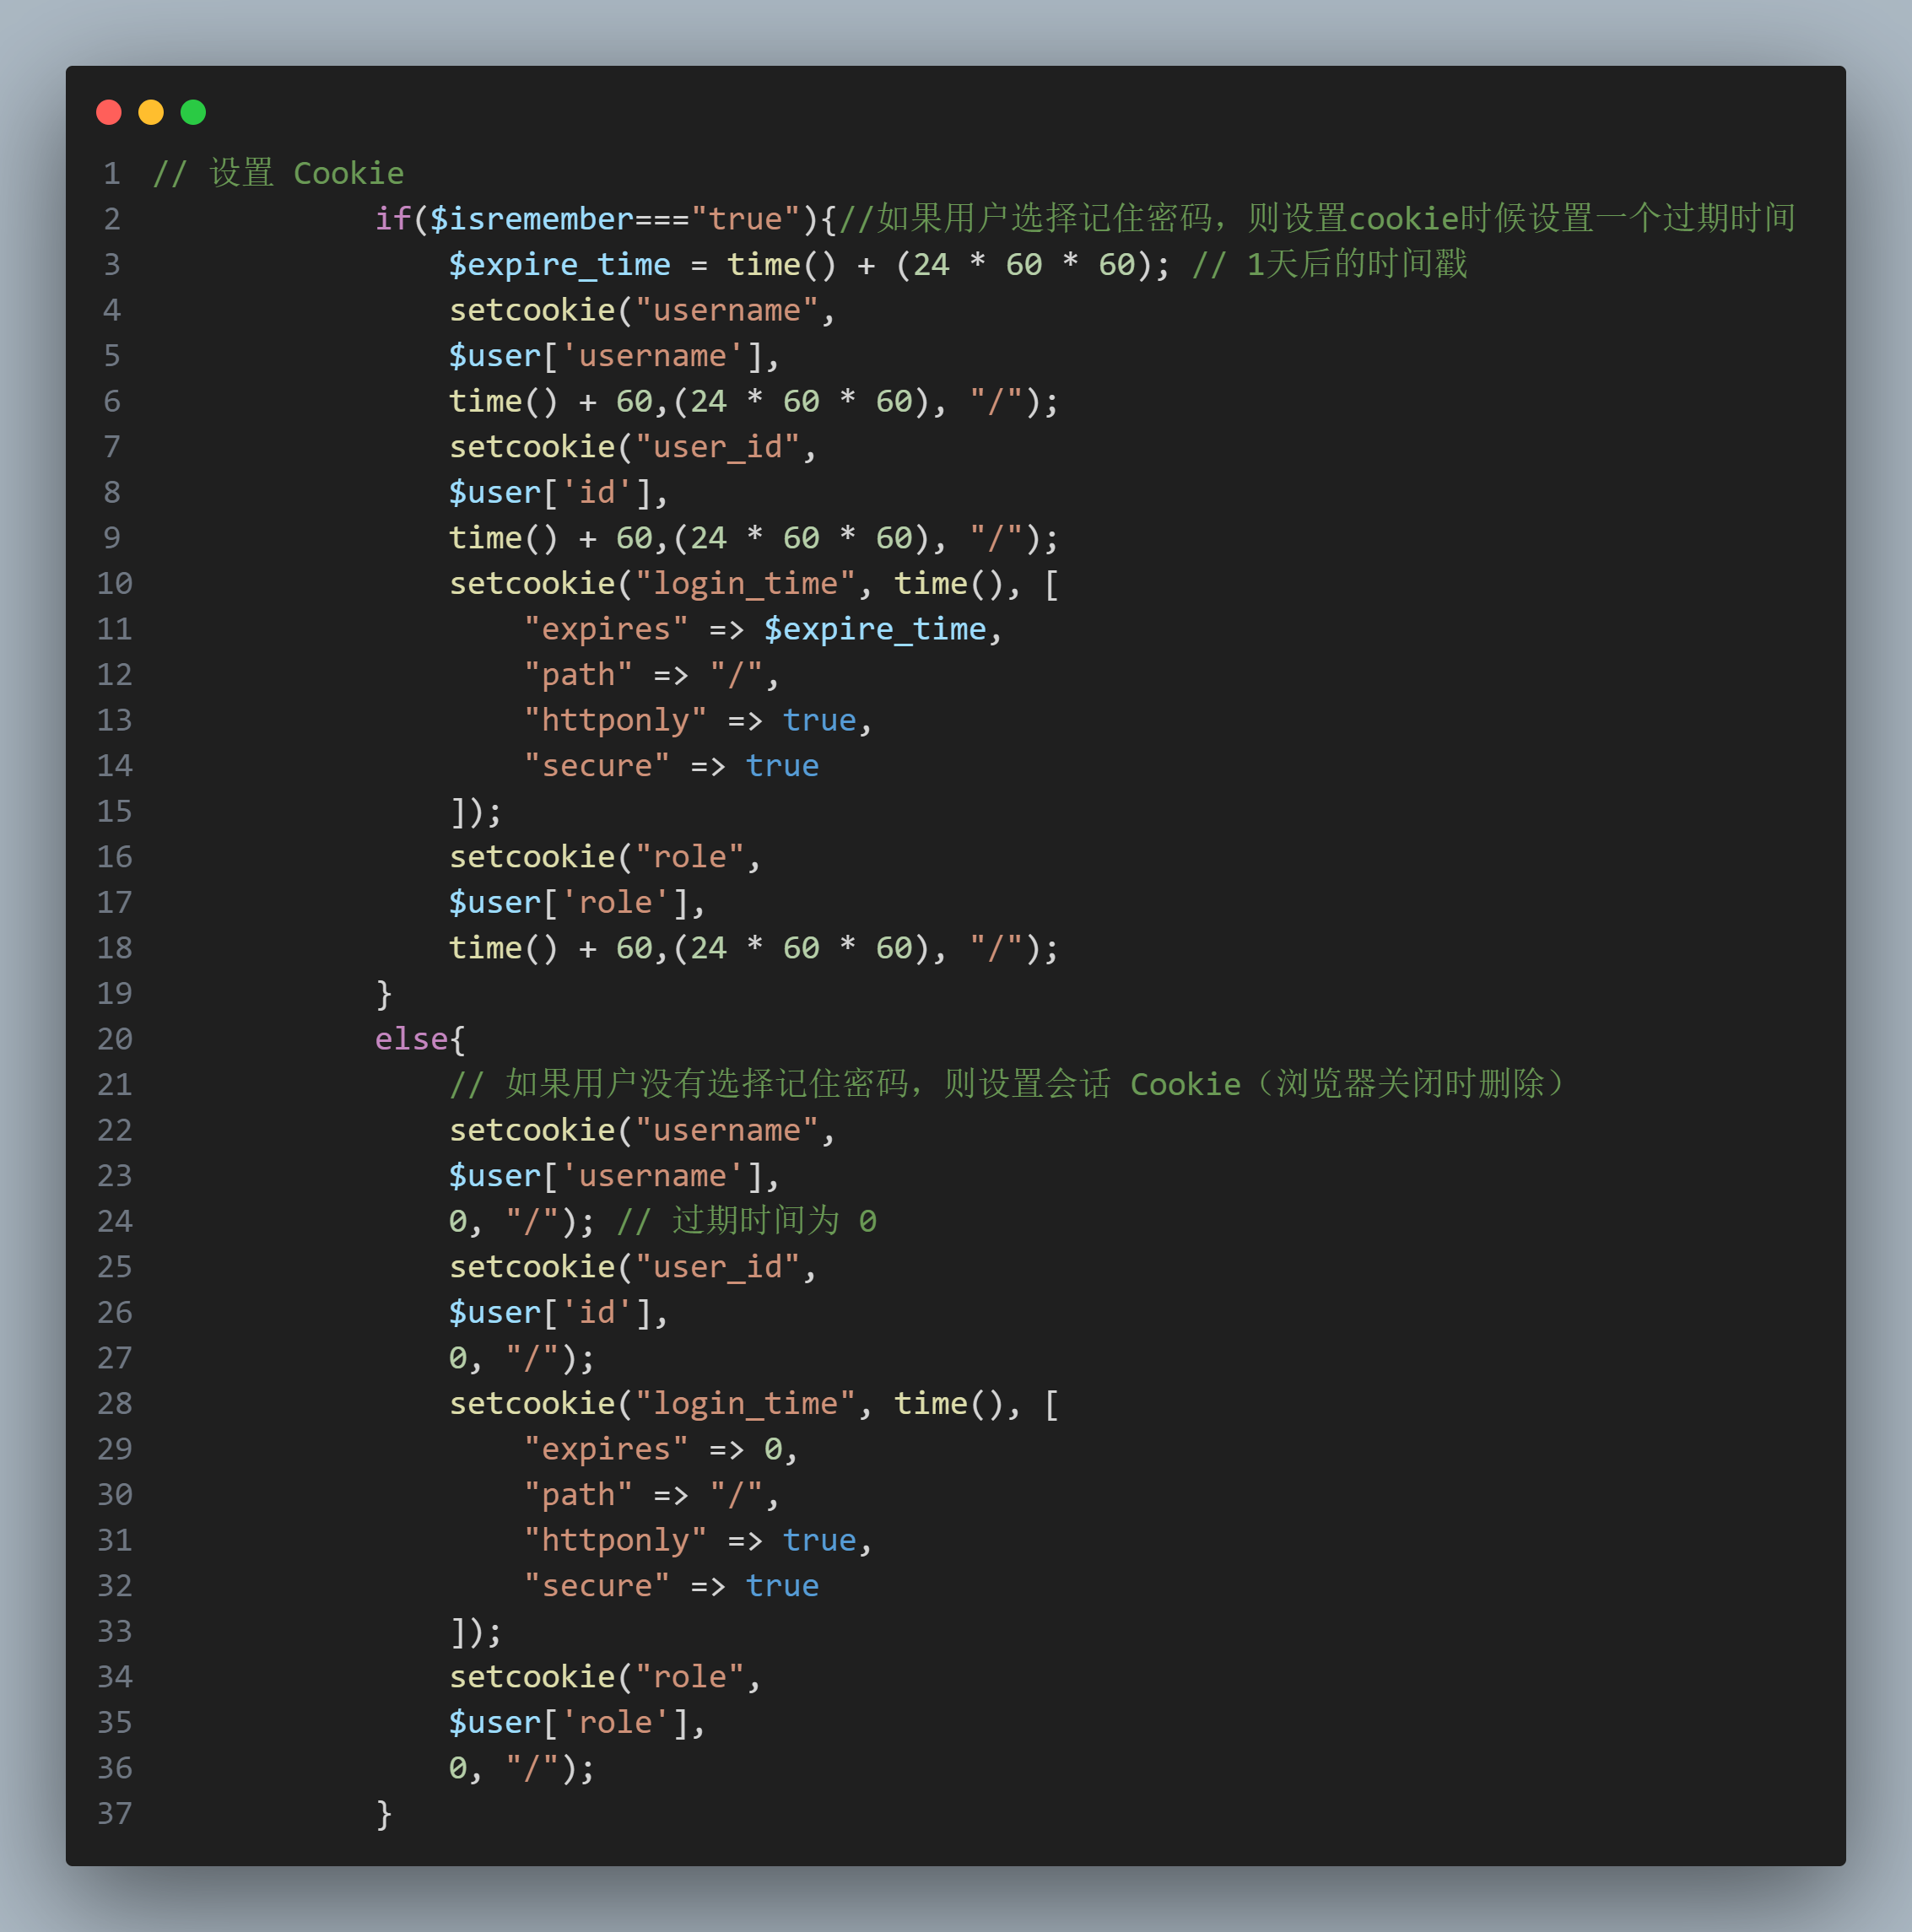 1 // 设置 Cookie
2             if($isremember==="true"){//如果用户选择记住密码，则设置cookie时候设置一个过期时间
3                 $expire_time = time() + (24 * 60 * 60); // 1天后的时间戳
4                 setcookie("username",
5                 $user['username'],
6                 time() + 60,(24 * 60 * 60), "/");
7                 setcookie("user_id",
8                 $user['id'],
9                 time() + 60,(24 * 60 * 60), "/");
10                 setcookie("login_time", time(), [
11                     "expires" => $expire_time,
12                     "path" => "/",
13                     "httponly" => true,
14                     "secure" => true
15                 ]);
16                 setcookie("role",
17                 $user['role'],
18                 time() + 60,(24 * 60 * 60), "/");
19             }
20             else{
21                 // 如果用户没有选择记住密码，则设置会话 Cookie（浏览器关闭时删除）
22                 setcookie("username",
23                 $user['username'],
24                 0, "/"); // 过期时间为 0
25                 setcookie("user_id",
26                 $user['id'],
27                 0, "/");
28                 setcookie("login_time", time(), [
29                     "expires" => 0,
30                     "path" => "/",
31                     "httponly" => true,
32                     "secure" => true
33                 ]);
34                 setcookie("role",
35                 $user['role'],
36                 0, "/");
37             }